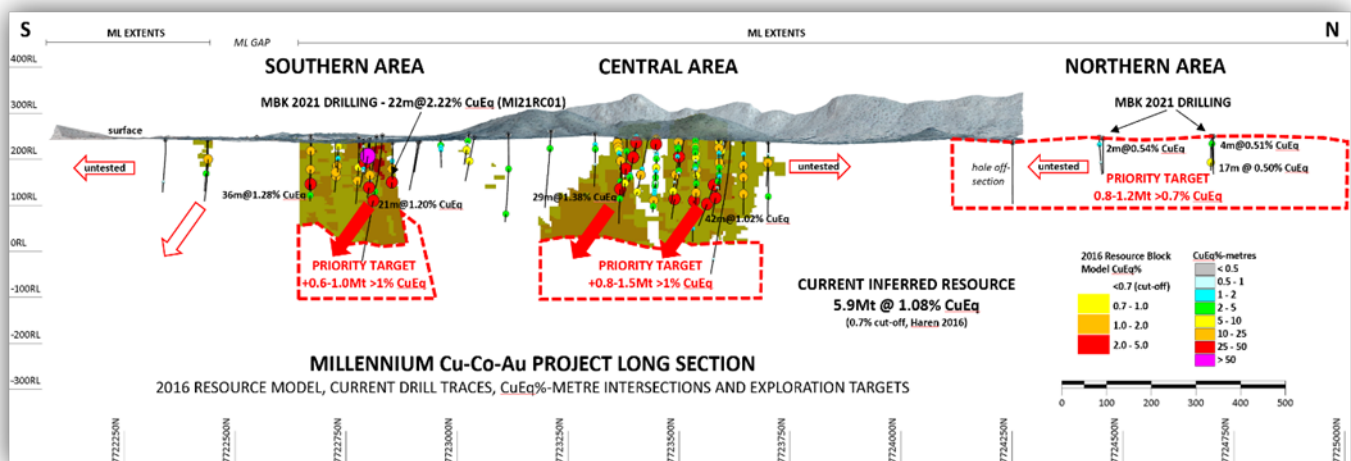 S
N
ML EXTENTS
ML GAP
ML EXTENTS
400RL
300RL
200RL
100RL
0RL
-100RL
-200RL
-300RL
SOUTHERN AREA
CENTRAL AREA
NORTHERN AREA
MBK 2021 DRILLING - 22m@2.22% CuEq (MI21RC01)
MBK 2021 DRILLING
surface
untested
36m@1.28% CuEq
21m@1.20% CuEq
29m@1.38% CuEq
42m@1.02% CuEq
untested
hale off-
section
untested
2m@0.54% CuEq
4m@0.51% CuEq
17m @ 0.50% CuEq
PRIORITY TARGET
0.8-1.2Mt >0.7% CuEq
PRIORITY TARGET
+0.6-1.0Mt >1% CuEq
PRIORITY TARGET
+0.8-1.5Mt >1% CuEq
CURRENT INFERRED RESOURCE
5.9Mt @ 1.08% CuEq
(0.7% cut-off, Haren 2016)
2016 Resource Block
Model CuEq%
<0.7 (cut-off)
0.7 - 1.0
1.0 - 2.0
2.0 - 5.0
CuEq%-metres
< 0.5
0.5 - 1
1 - 2
2 - 5
5 - 10
10 - 25
25 - 50
> 50
MILLENNIUM Cu-Co-Au PROJECT LONG SECTION
2016 RESOURCE MODEL, CURRENT DRILL TRACES, CuEq%-METRE INTERSECTIONS AND EXPLORATION TARGETS
0 100 200 300 400 500
7722250N
7722500N
7722750N
7723000N
7723250N
7723500N
7723750N
7724000N
7724250N
7724500N
7724750N
7725000N